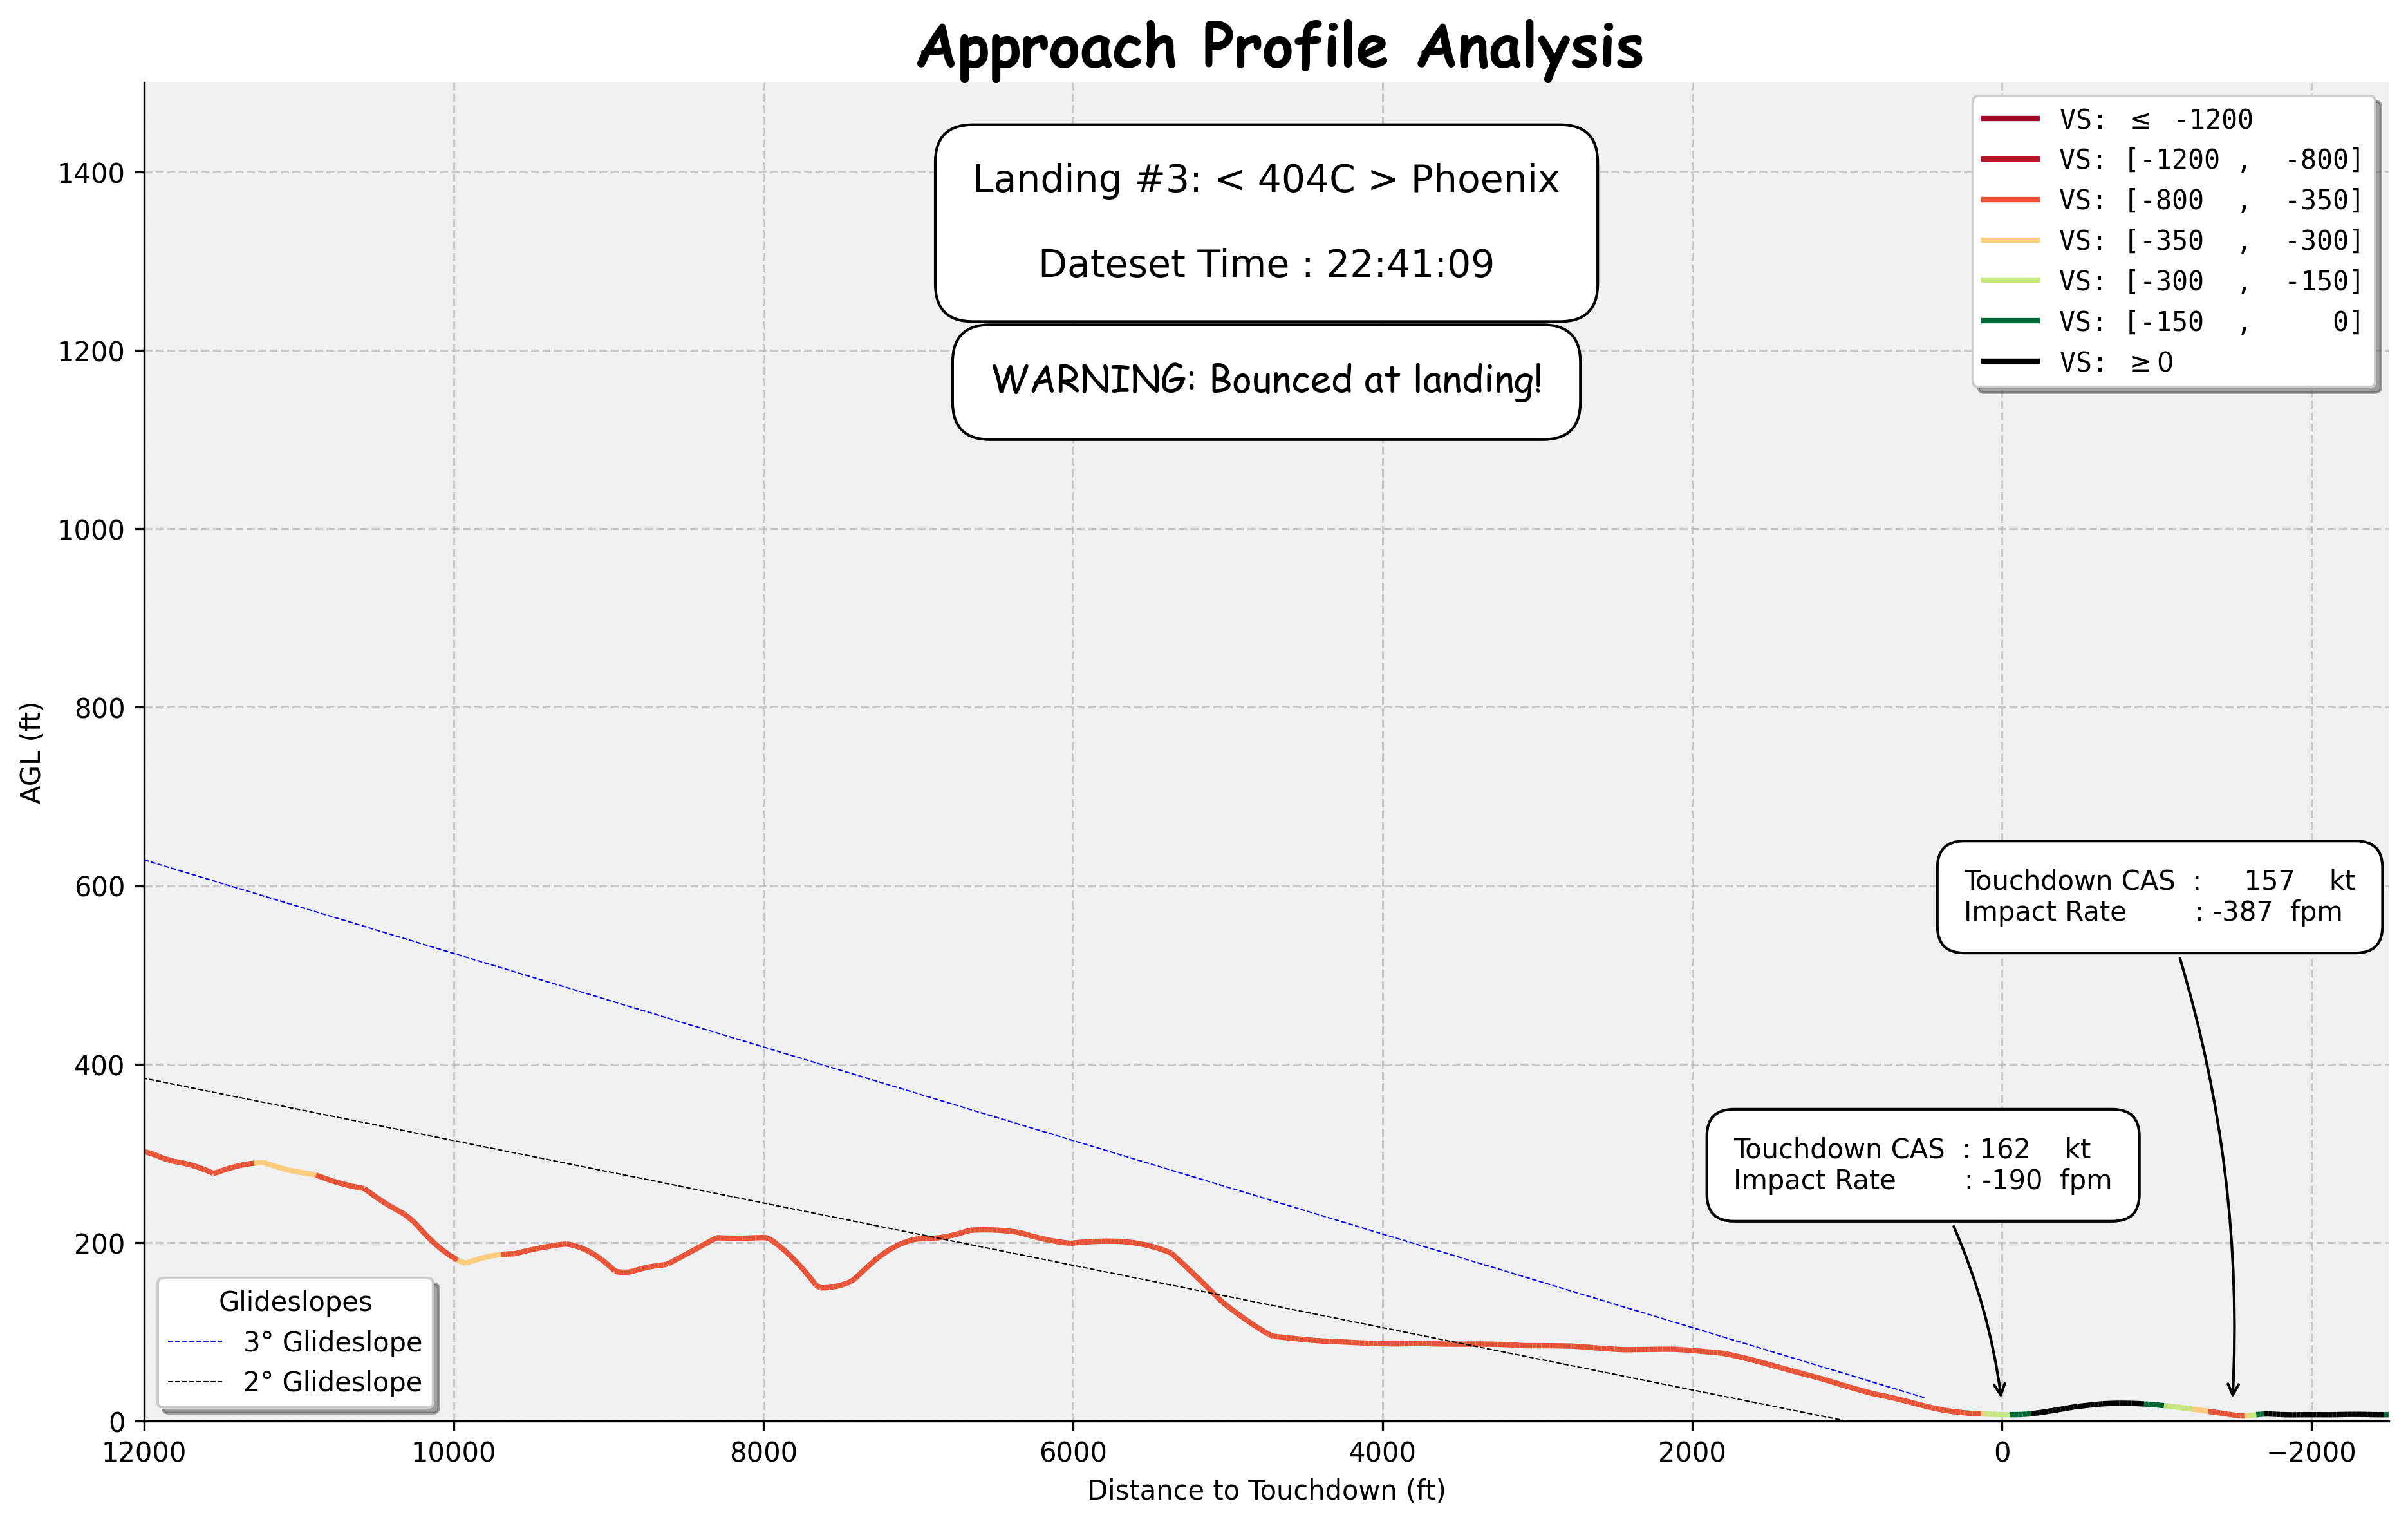 Approach Profile Analysis
Landing #3: < 404C > Phoenix
Dateset Time : 22:41:09
WARNING: Bounced at landing!
VS: ≤ -1200
VS: [-1200 , -800]
VS: [-800 , -350]
VS: [-350 , -300]
VS: [-300 , -150]
VS: [-150 , 0]
VS: ≥0
1400
1200
1000
800
600
400
200
0
AGL (ft)
Touchdown CAS : 157 kt
Impact Rate : -387 fpm
Touchdown CAS : 162 kt
Impact Rate : -190 fpm
Glideslopes
3° Glideslope
2° Glideslope
12000 10000 8000 6000 4000 2000 0 −2000
Distance to Touchdown (ft)